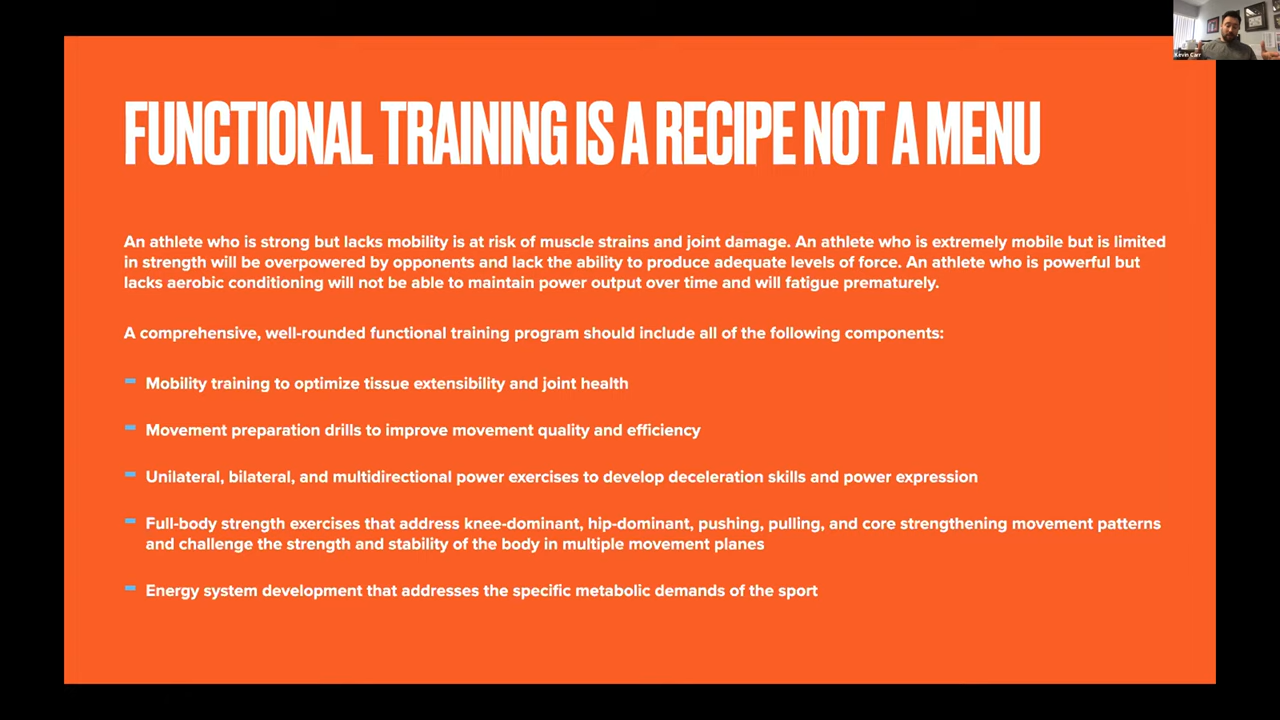 FUNCTIONAL TRAINING IS A RECIPE NOT A MENU
An athlete who is strong but lacks mobility is at risk of muscle strains and joint damage. An athlete who is extremely mobile but is limited
in strength will be overpowered by opponents and lack the ability to produce adequate levels of force. An athlete who is powerful but
lacks aerobic conditioning will not be able to maintain power output over time and will fatigue prematurely.
A comprehensive, well-rounded functional training program should include all of the following components:
Mobility training to optimize tissue extensibility and joint health
Movement preparation drills to improve movement quality and efficiency
Unilateral, bilateral, and multidirectional power exercises to develop deceleration skills and power expression
Full-body strength exercises that address knee-dominant, hip-dominant, pushing, pulling, and core strengthening movement patterns
and challenge the strength and stability of the body in multiple movement planes
Energy system development that addresses the specific metabolic demands of the sport
Kevin Carr